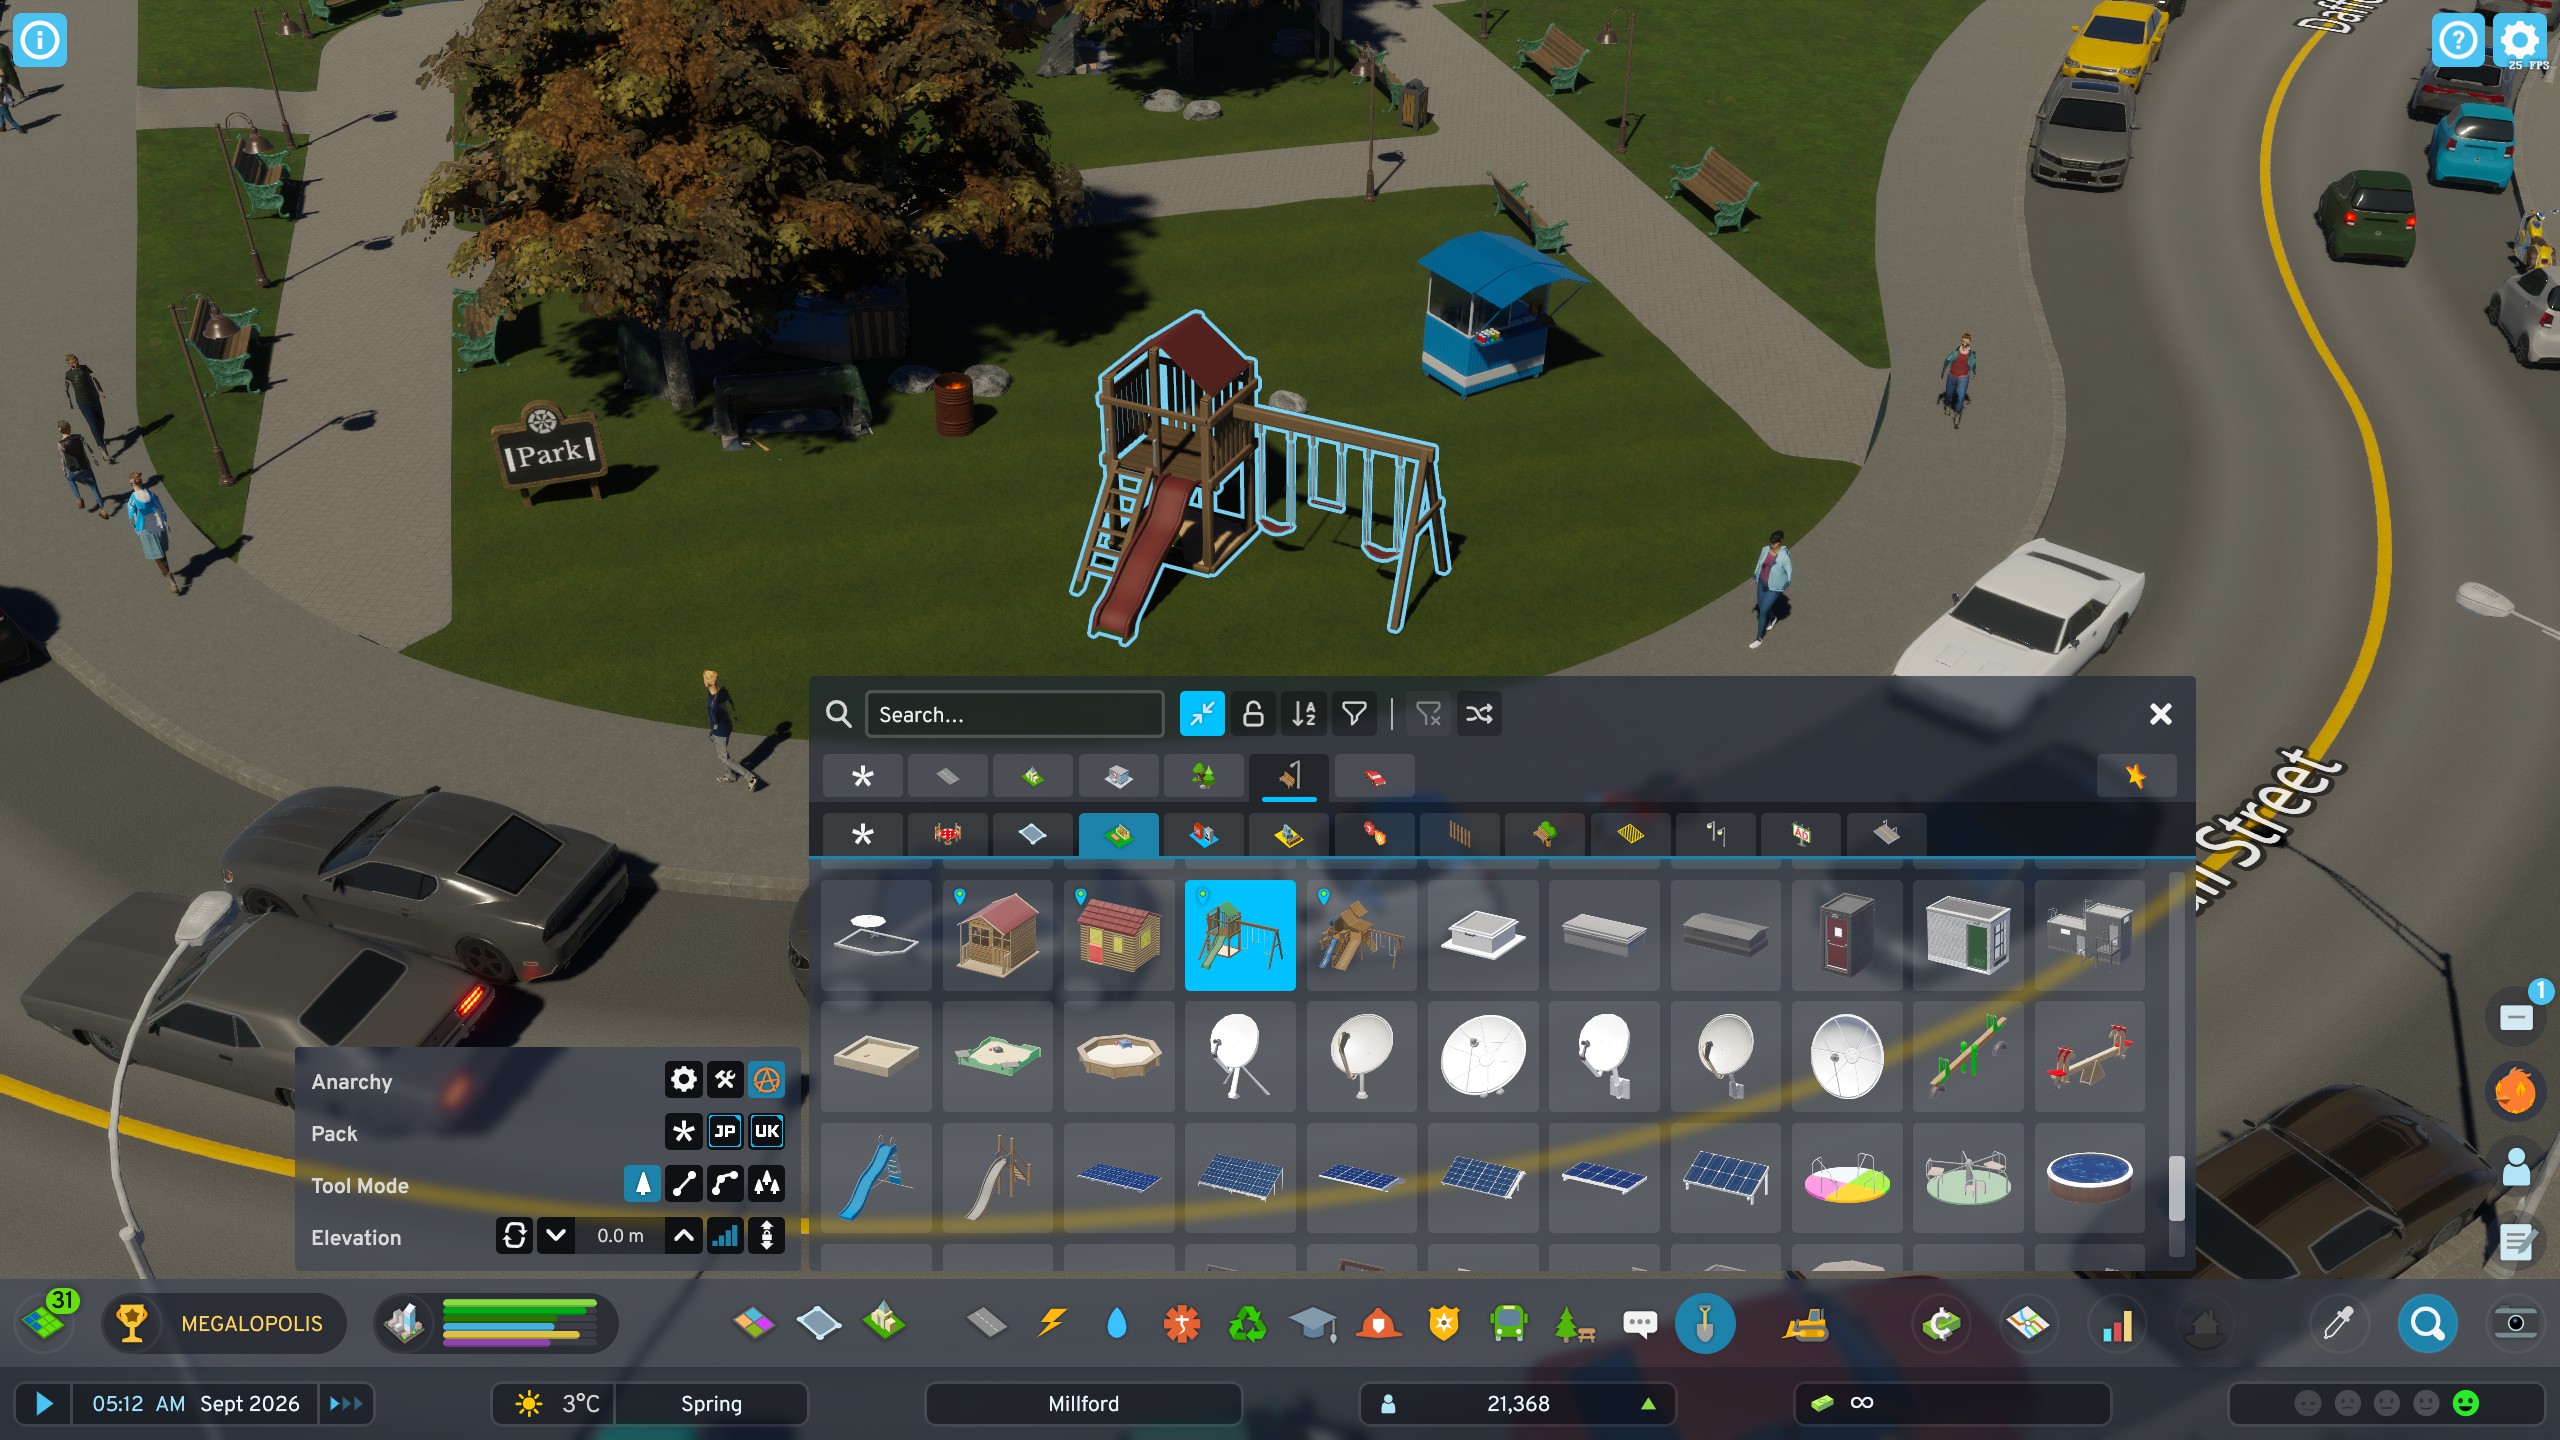 25 FPS
Park
Street
Search...
AD
Anarchy
Pack
JP
UK
Tool Mode
Elevation
0.0 m
1
31
MEGALOPOLIS
05:12 AM Sept 2026
3°C
Spring
Millford
21,368
∞